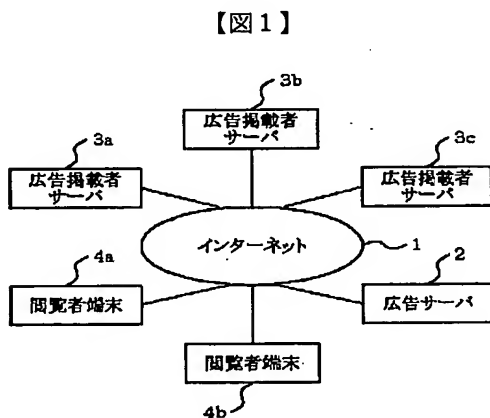 【図1】
3b
広告掲載者
サーバ
3a
広告掲載者
サーバ
3c
広告掲載者
サーバ
インターネット
1
4a
閲覧者端末
2
広告サーバ
閲覧者端末
4b